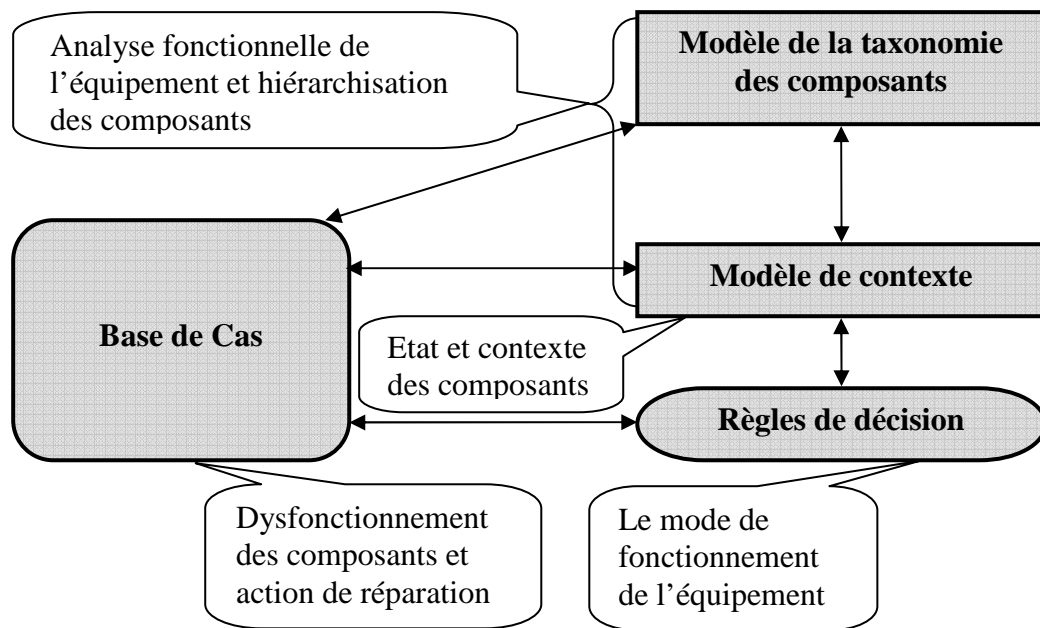 Analyse fonctionnelle de
l’équipement et hiérarchisation
des composants
Modèle de la taxonomie
des composants
Modèle de contexte
Base de Cas
Etat et contexte
des composants
Règles de décision
Dysfonctionnement
des composants et
action de réparation
Le mode de
fonctionnement
de l’équipement